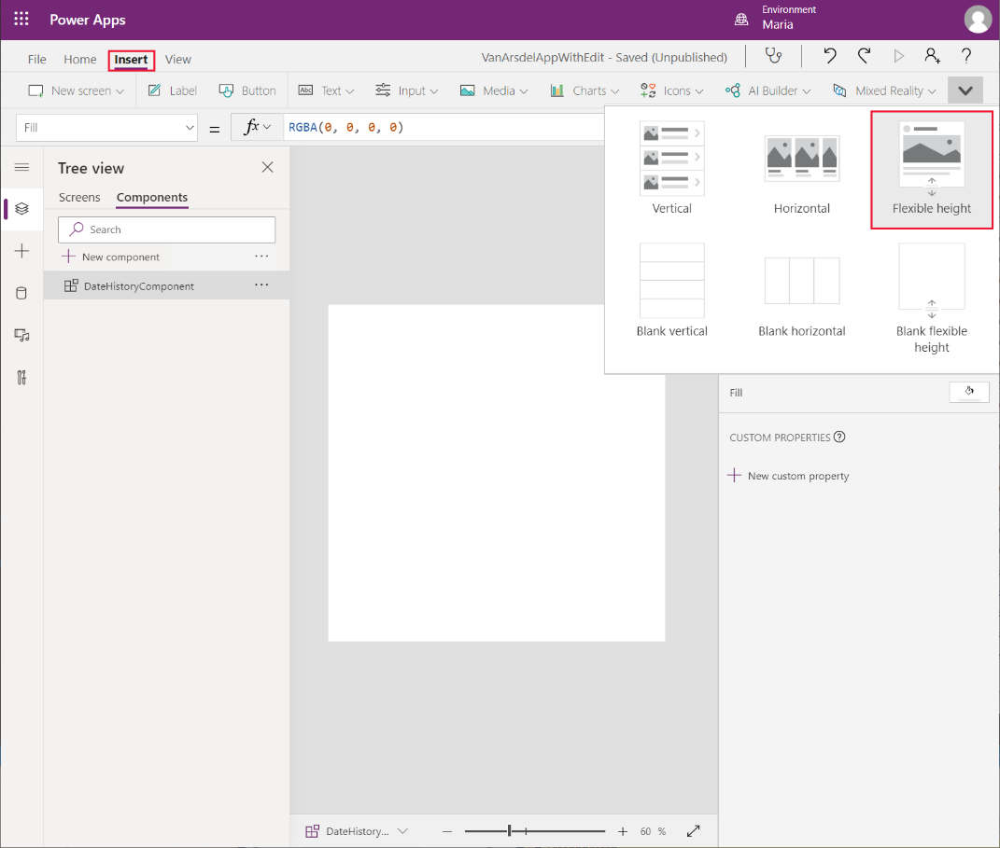 Power Apps
Environment
Maria
File Home Insert View
VanArsdelAppWithEdit - Saved (Unpublished)
?
New screen Label Button Abc Text Input Media Charts Icons AI Builder Mixed Reality
Fill = fx RGBA(0, 0, 0, 0)
Tree view
Screens Components
Search
New component ...
DateHistoryComponent ...
Vertical Horizontal Flexible height
Blank vertical Blank horizontal Blank flexible
height
Fill
CUSTOM PROPERTIES ?
New custom property
DateHistory... 60 %